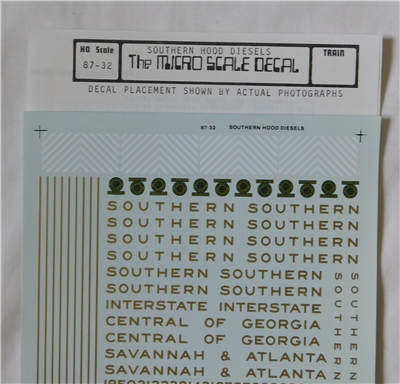 HO Scale
87-32
SOUTHERN HOOD DIESELS
The MICRO SCALE DECAL
TRAIN
DECAL PLACEMENT SHOWN BY ACTUAL PHOTOGRAPHS
87-32 SOUTHERN HOOD DIESELS
SOUTHERN SOUTHERN
SOUTHERN SOUTHERN
SOUTHERN SOUTHERN
SOUTHERN SOUTHERN
SOUTHERN SOUTHERN
SOUTHERN SOUTHERN
INTERSTATE INTERSTATE
CENTRAL OF GEORGIA
CENTRAL OF GEORGIA
SAVANNAH & ATLANTA
SAVANNAH & ATLANTA
SOUTHERN
SOUTHERN